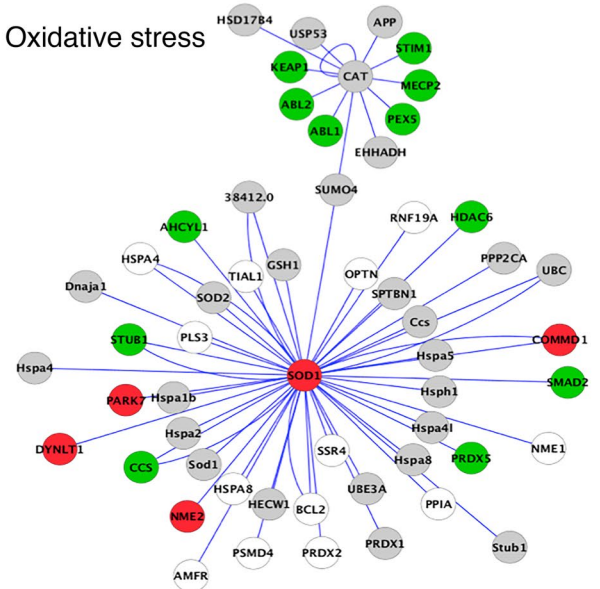 HSD17B4
APP
USP53
Oxidative stress
STIM1
KEAP1
CAT
MECP2
ABL2
PEX5
ABL1
EHHADH
SUMO4
38412.0
RNF19A
HDAC6
AHCYL1
HSPA4
PPP2CA
GSH1
UBC
TIAL1
OPTN
Dnaja1
SOD2
SPTBN1
Ccs
STUB1
PLS3
COMMD1
Hspa5
Hspa4
SOD1
SMAD2
PARK7
Hspa1b
Hsph1
Hspa2
Hspa4l
DYNLT1
SSR4
NME1
CCS
Sod1
Hspa8
PRDX5
HSPA8
UBE3A
HECW1
BCL2
PPIA
NME2
PSMD4
PRDX2
PRDX1
Stub1
AMFR